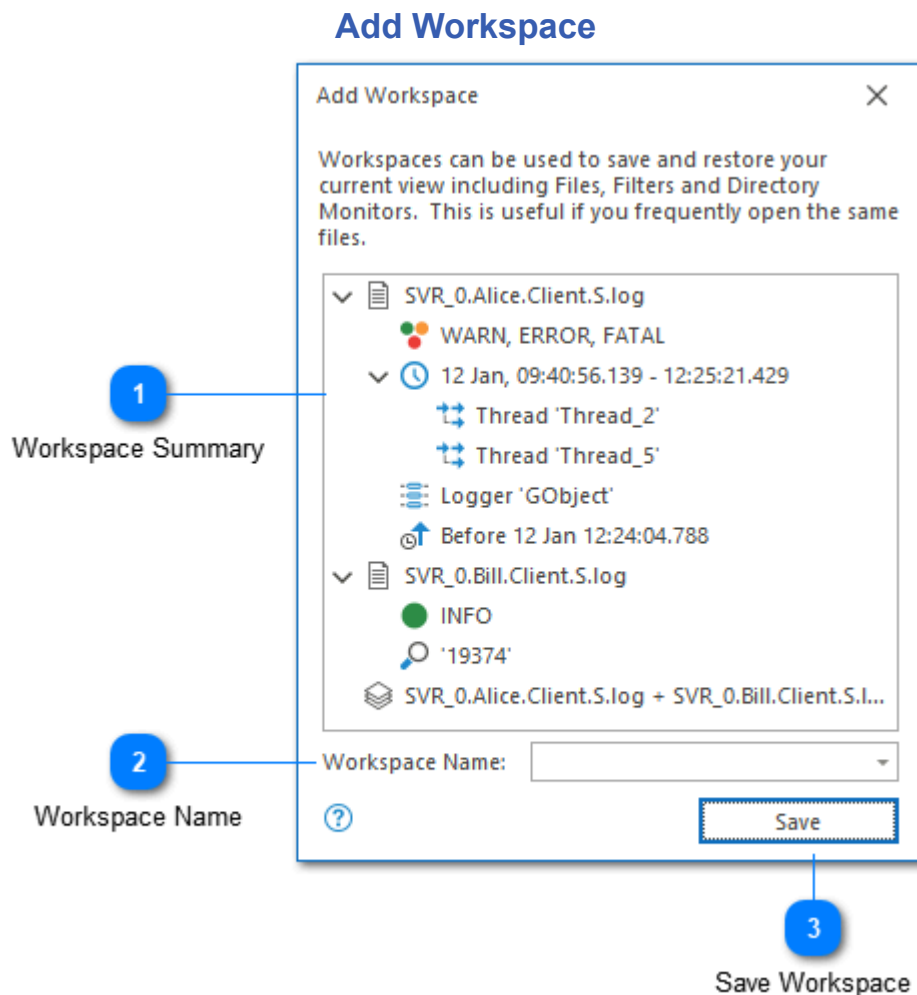 Add Workspace
Add Workspace
Workspaces can be used to save and restore your
current view including Files, Filters and Directory
Monitors.  This is useful if you frequently open the same
files.
SVR_0.Alice.Client.S.log
WARN, ERROR, FATAL
12 Jan, 09:40:56.139 - 12:25:21.429
1
Thread 'Thread_2'
Workspace Summary
Thread 'Thread_5'
Logger 'GObject'
Before 12 Jan 12:24:04.788
SVR_0.Bill.Client.S.log
INFO
'19374'
SVR_0.Alice.Client.S.log + SVR_0.Bill.Client.S.l...
2
Workspace Name:
Workspace Name
?
Save
3
Save Workspace